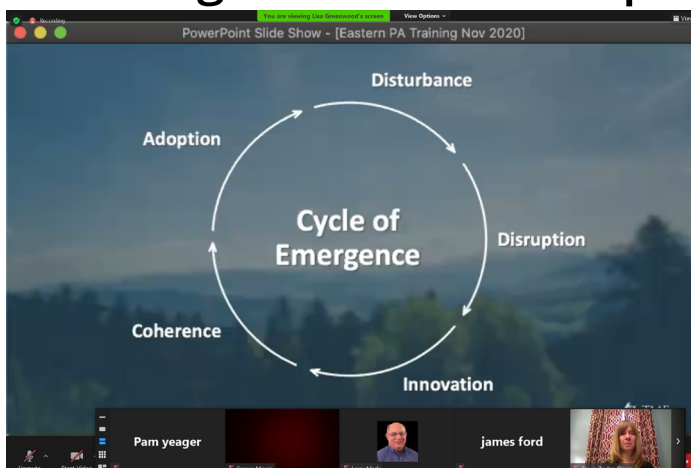 Recording
You are viewing Lisa Greenwood's screen
View Options
PowerPoint Slide Show - [Eastern PA Training Nov 2020]
Disturbance
Adoption
Cycle of
Emergence
Disruption
Coherence
Innovation
Pam yeager
james ford